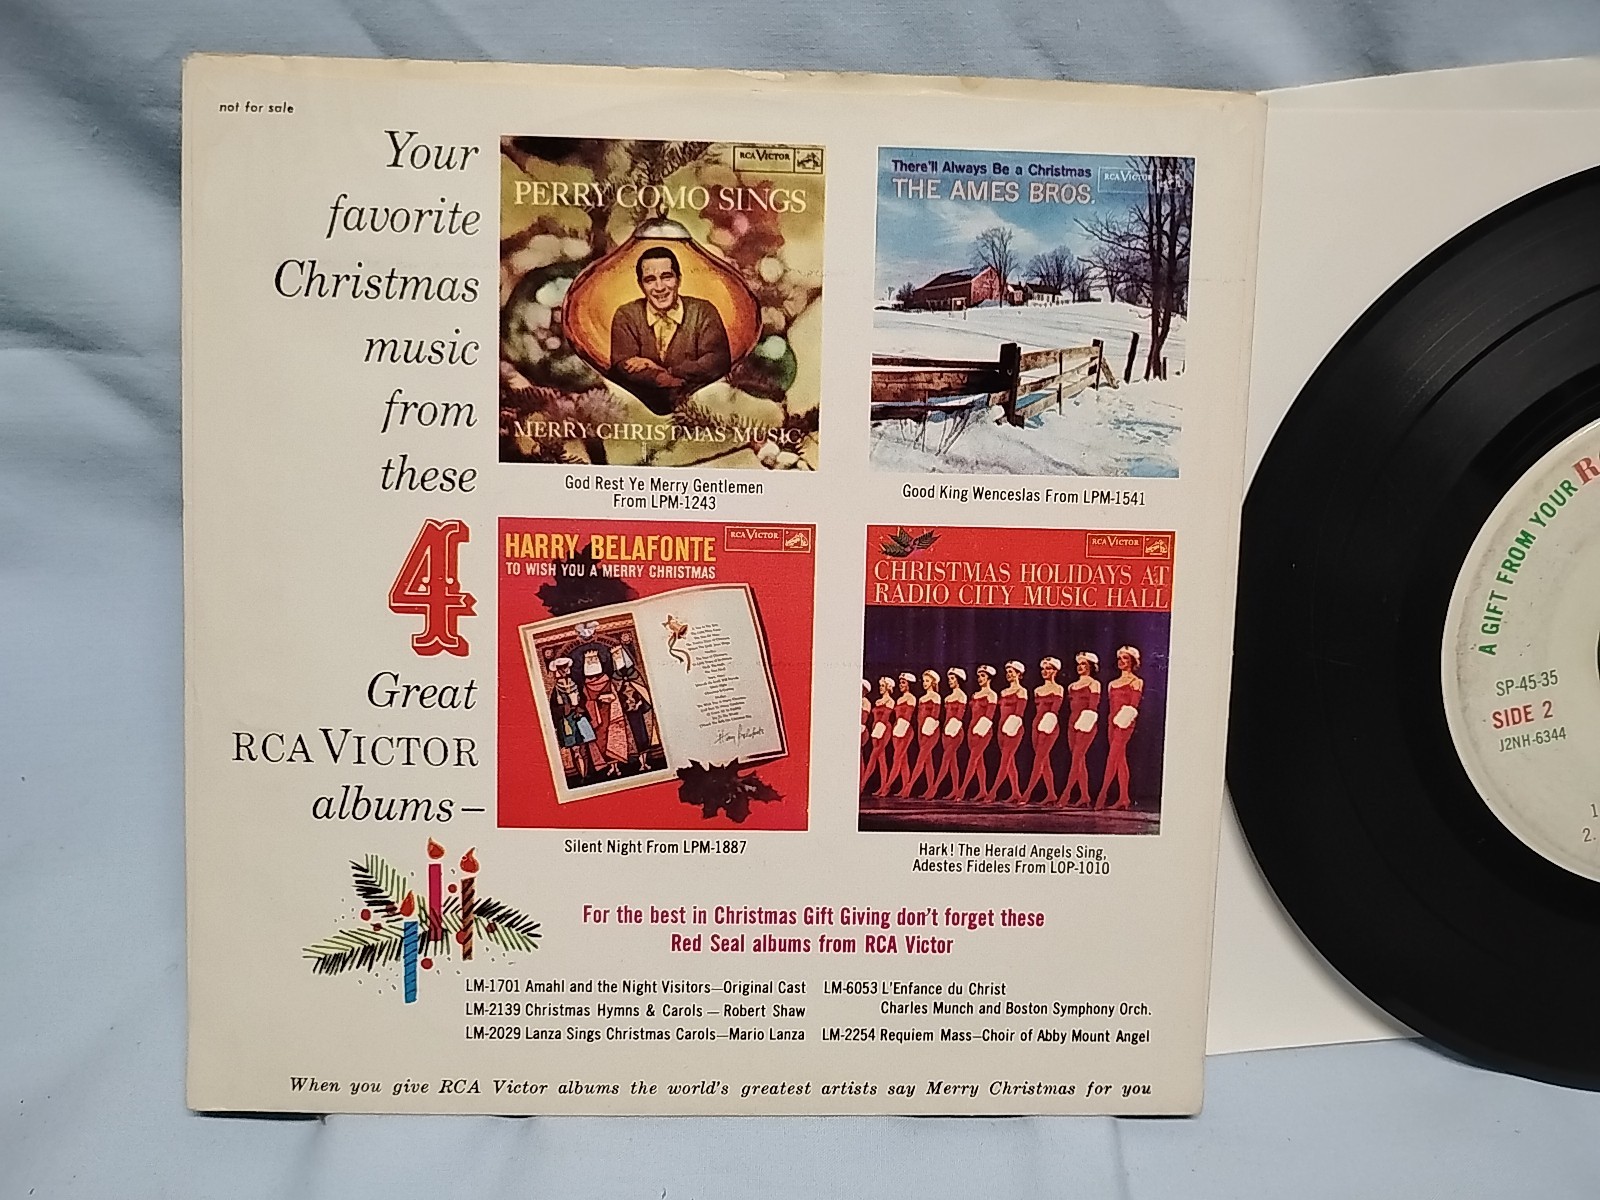 not for sale
Your
favorite
Christmas
music
from
these
4
Great
RCA VICTOR
albums—
RCA VICTOR
PERRY COMO SINGS
MERRY CHRISTMAS MUSIC
God Rest Ye Merry Gentlemen
From LPM-1243
There'll Always Be a Christmas
RCA VICTOR
THE AMES BROS.
Good King Wenceslas From LPM-1541
RCA VICTOR
HARRY BELAFONTE
TO WISH YOU A MERRY CHRISTMAS
Harry Belafonte
Silent Night From LPM-1887
RCA VICTOR
CHRISTMAS HOLIDAYS AT
RADIO CITY MUSIC HALL
Hark! The Herald Angels Sing,
Adestes Fideles From LOP-1010
For the best in Christmas Gift Giving don't forget these
Red Seal albums from RCA Victor
LM-1701 Amahl and the Night Visitors—Original Cast
LM-2139 Christmas Hymns & Carols — Robert Shaw
LM-2029 Lanza Sings Christmas Carols—Mario Lanza
LM-6053 L'Enfance du Christ
Charles Munch and Boston Symphony Orch.
LM-2254 Requiem Mass—Choir of Abby Mount Angel
When you give RCA Victor albums the world's greatest artists say Merry Christmas for you
A GIFT FROM YOUR
SP-45-35
SIDE 2
J2NH-6344
1
2.